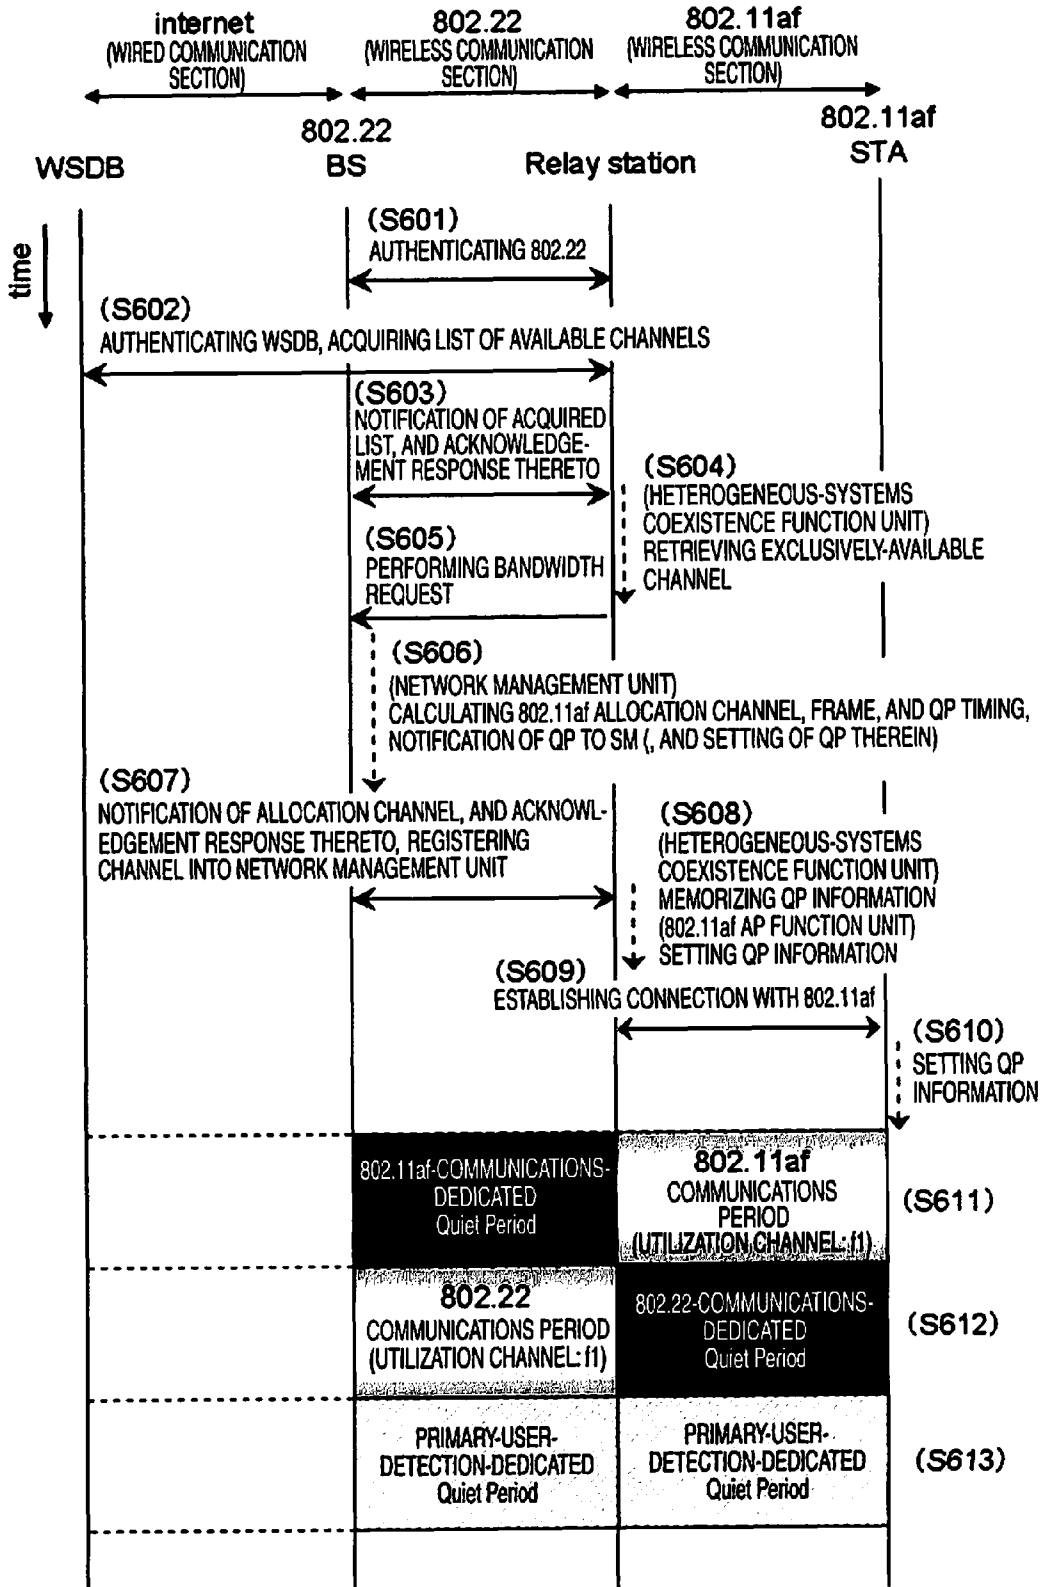 internet
(WIRED COMMUNICATION
SECTION)
802.22
(WIRELESS COMMUNICATION
SECTION)
802.11af
(WIRELESS COMMUNICATION
SECTION)
WSDB
802.22
BS
Relay station
802.11af
STA
time
(S601)
AUTHENTICATING 802.22
(S602)
AUTHENTICATING WSDB, ACQUIRING LIST OF AVAILABLE CHANNELS
(S603)
NOTIFICATION OF ACQUIRED
LIST, AND ACKNOWLEDGE-
MENT RESPONSE THERETO
(S604)
(HETEROGENEOUS-SYSTEMS
COEXISTENCE FUNCTION UNIT)
RETRIEVING EXCLUSIVELY-AVAILABLE
CHANNEL
(S605)
PERFORMING BANDWIDTH
REQUEST
(S606)
(NETWORK MANAGEMENT UNIT)
CALCULATING 802.11af ALLOCATION CHANNEL, FRAME, AND QP TIMING,
NOTIFICATION OF QP TO SM (, AND SETTING OF QP THEREIN)
(S607)
NOTIFICATION OF ALLOCATION CHANNEL, AND ACKNOWL-
EDGEMENT RESPONSE THERETO, REGISTERING
CHANNEL INTO NETWORK MANAGEMENT UNIT
(S608)
(HETEROGENEOUS-SYSTEMS
COEXISTENCE FUNCTION UNIT)
MEMORIZING QP INFORMATION
(802.11af AP FUNCTION UNIT)
SETTING QP INFORMATION
(S609)
ESTABLISHING CONNECTION WITH 802.11af
(S610)
SETTING QP
INFORMATION
802.11af-COMMUNICATIONS-
DEDICATED
Quiet Period
802.11af
COMMUNICATIONS
PERIOD
(UTILIZATION CHANNEL: f1)
(S611)
802.22
COMMUNICATIONS PERIOD
(UTILIZATION CHANNEL: f1)
802.22-COMMUNICATIONS-
DEDICATED
Quiet Period
(S612)
PRIMARY-USER-
DETECTION-DEDICATED
Quiet Period
PRIMARY-USER-
DETECTION-DEDICATED
Quiet Period
(S613)